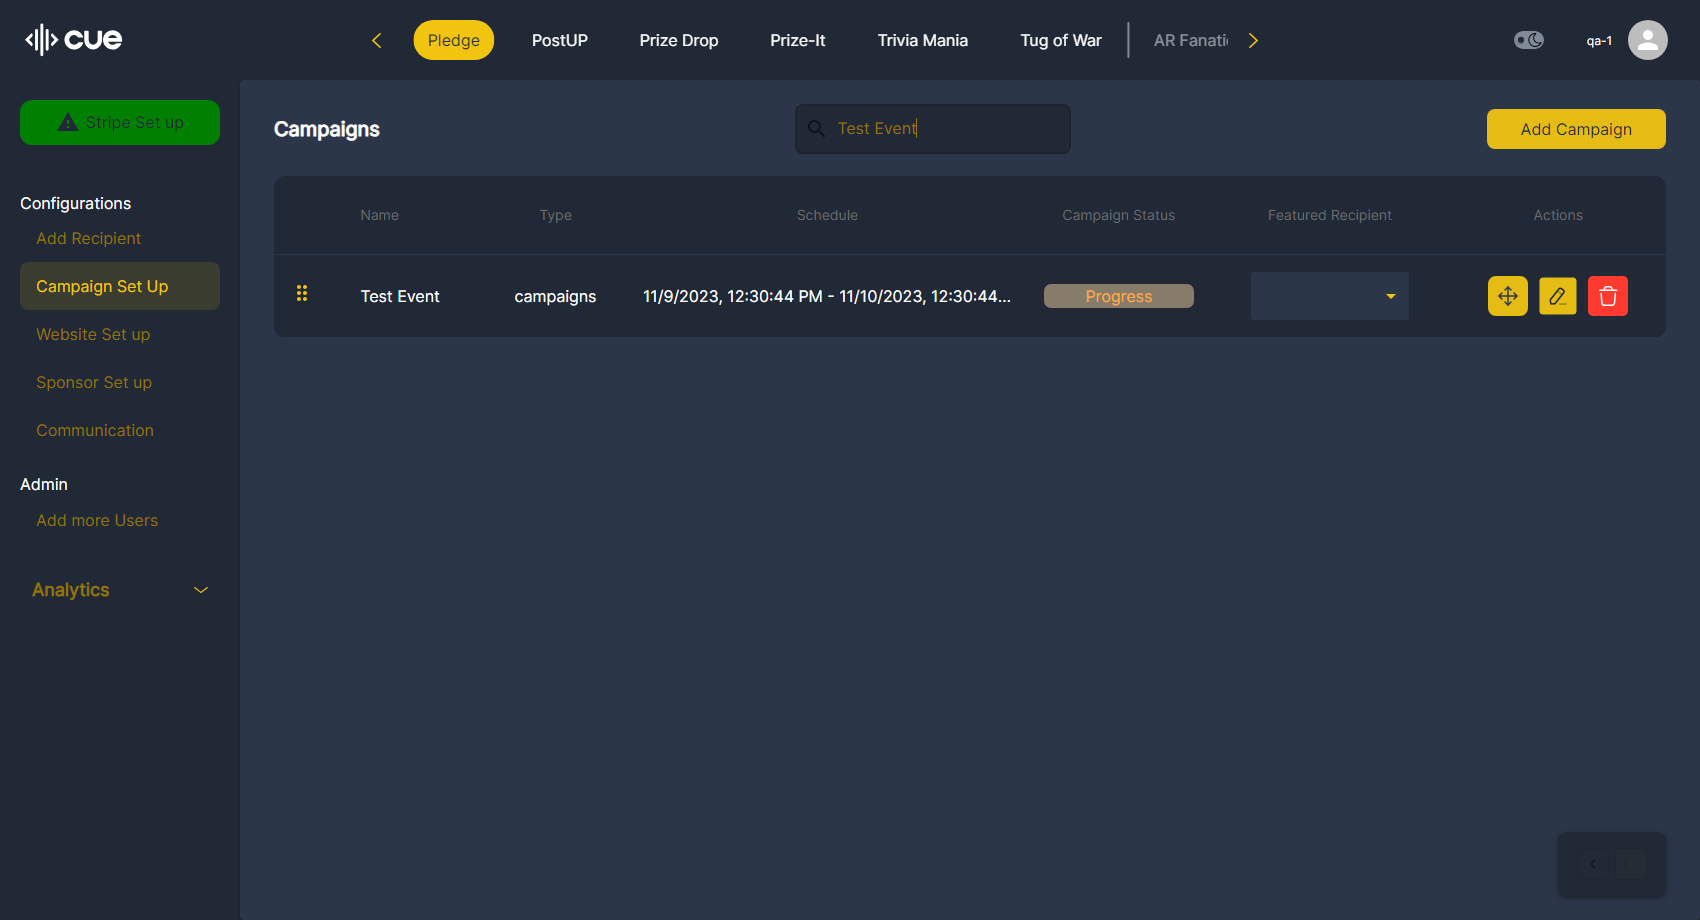 cue
Pledge
PostUP
Prize Drop
Prize-It
Trivia Mania
Tug of War
AR Fanati
qa-1
Stripe Set up
Configurations
Add Recipient
Campaign Set Up
Website Set up
Sponsor Set up
Communication
Admin
Add more Users
Analytics
Campaigns
Test Event
Add Campaign
Name Type Schedule Campaign Status Featured Recipient Actions
Test Event campaigns 11/9/2023, 12:30:44 PM - 11/10/2023, 12:30:44... Progress